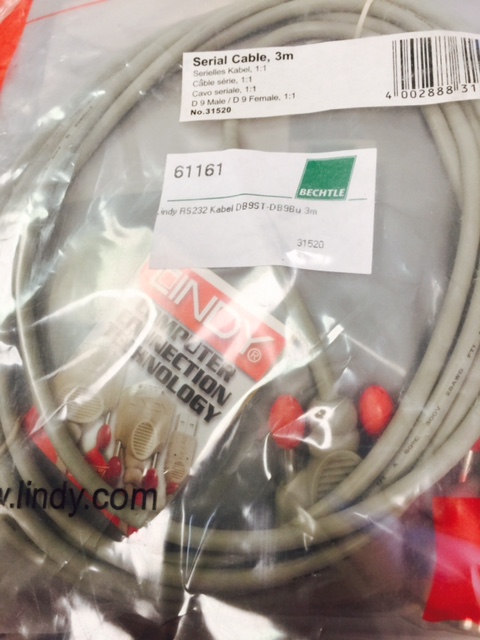 Serial Cable, 3m
Serielles Kabel, 1:1
Câble série, 1:1
Cavo seriale, 1:1
D 9 Male / D 9 Female, 1:1
No.31520
4 002888 31
61161
BECHTLE
indy RS232 Kabel DB9ST-DB9Bu 3m
31520
LINDY®
COMPUTER
CONNECTION
TECHNOLOGY
w.lindy.com